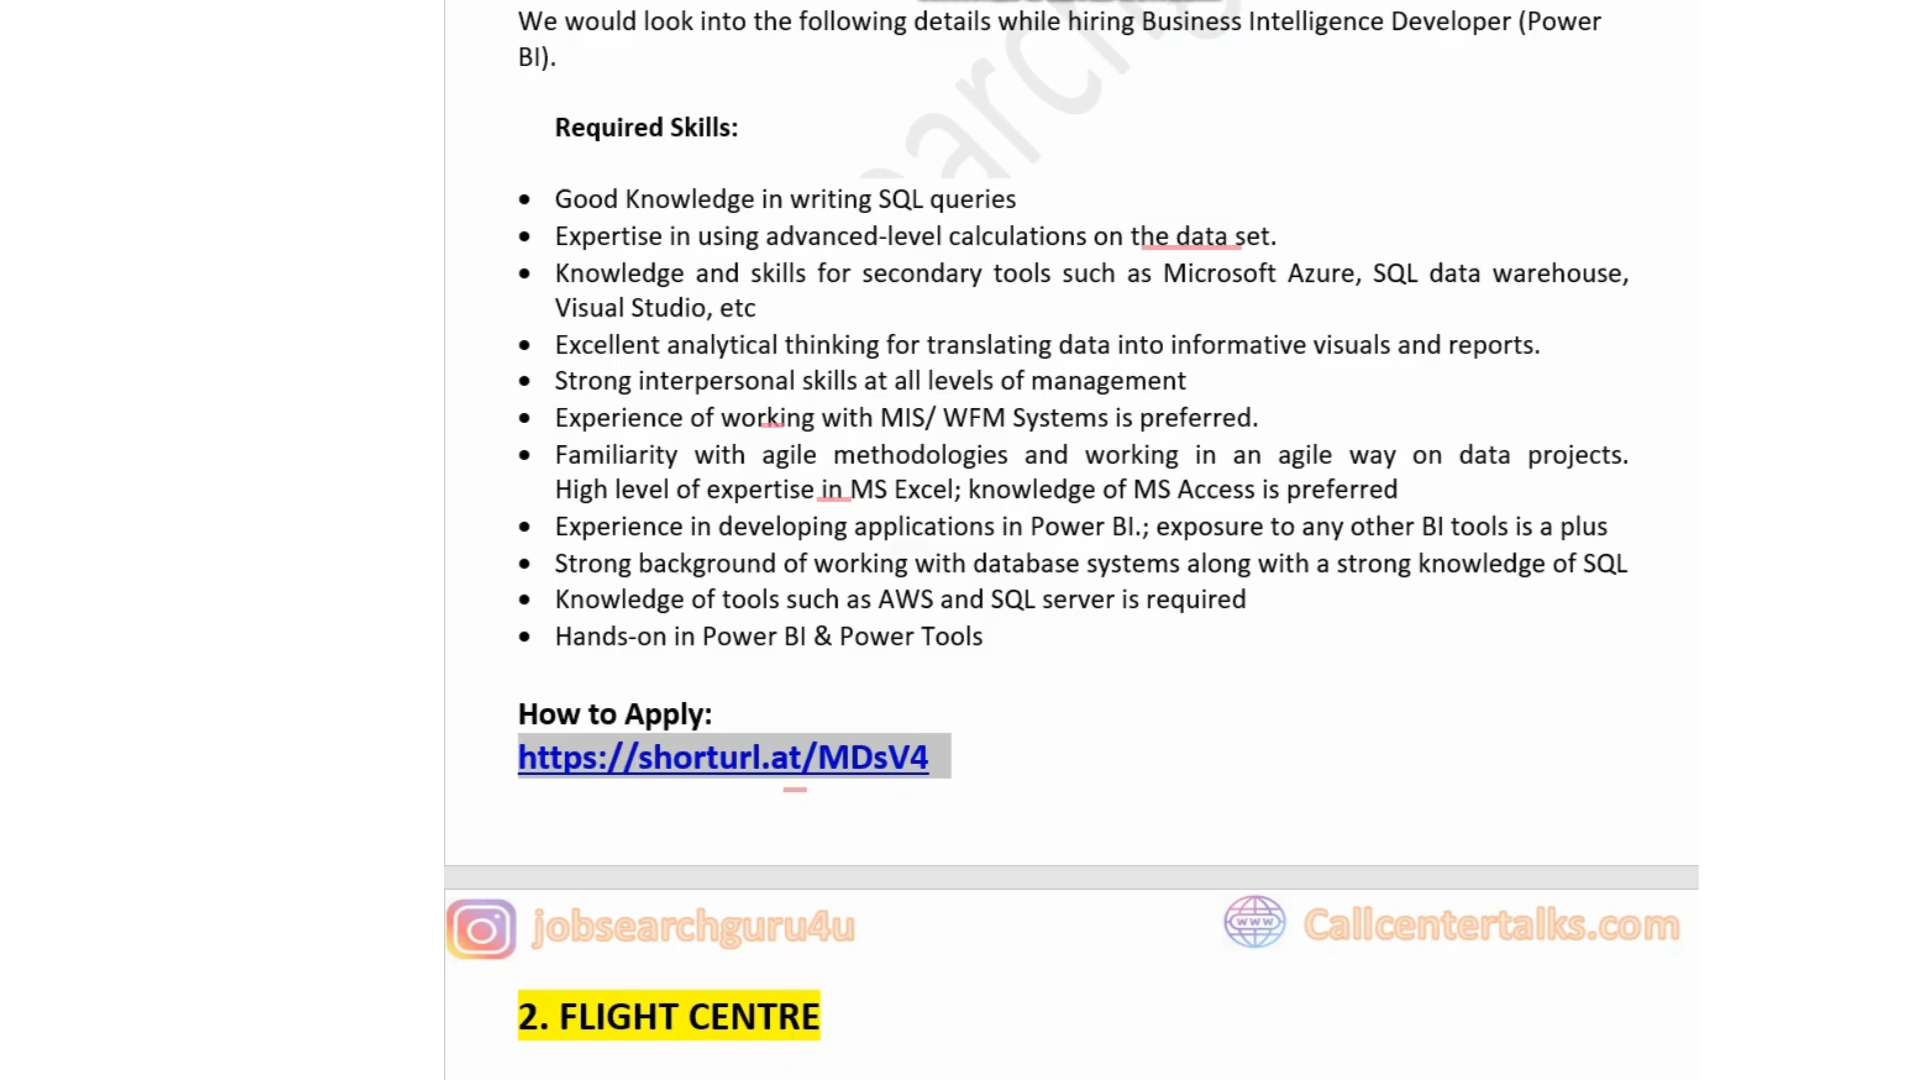 We would look into the following details while hiring Business Intelligence Developer (Power
BI).
Required Skills:
• Good Knowledge in writing SQL queries
• Expertise in using advanced-level calculations on the data set.
• Knowledge and skills for secondary tools such as Microsoft Azure, SQL data warehouse,
Visual Studio, etc
• Excellent analytical thinking for translating data into informative visuals and reports.
• Strong interpersonal skills at all levels of management
• Experience of working with MIS/ WFM Systems is preferred.
• Familiarity with agile methodologies and working in an agile way on data projects.
High level of expertise in MS Excel; knowledge of MS Access is preferred
• Experience in developing applications in Power BI.; exposure to any other BI tools is a plus
• Strong background of working with database systems along with a strong knowledge of SQL
• Knowledge of tools such as AWS and SQL server is required
• Hands-on in Power BI & Power Tools
How to Apply:
https://shorturl.at/MDsV4
jobsearchguru4u
www Callcentertalks.com
2. FLIGHT CENTRE